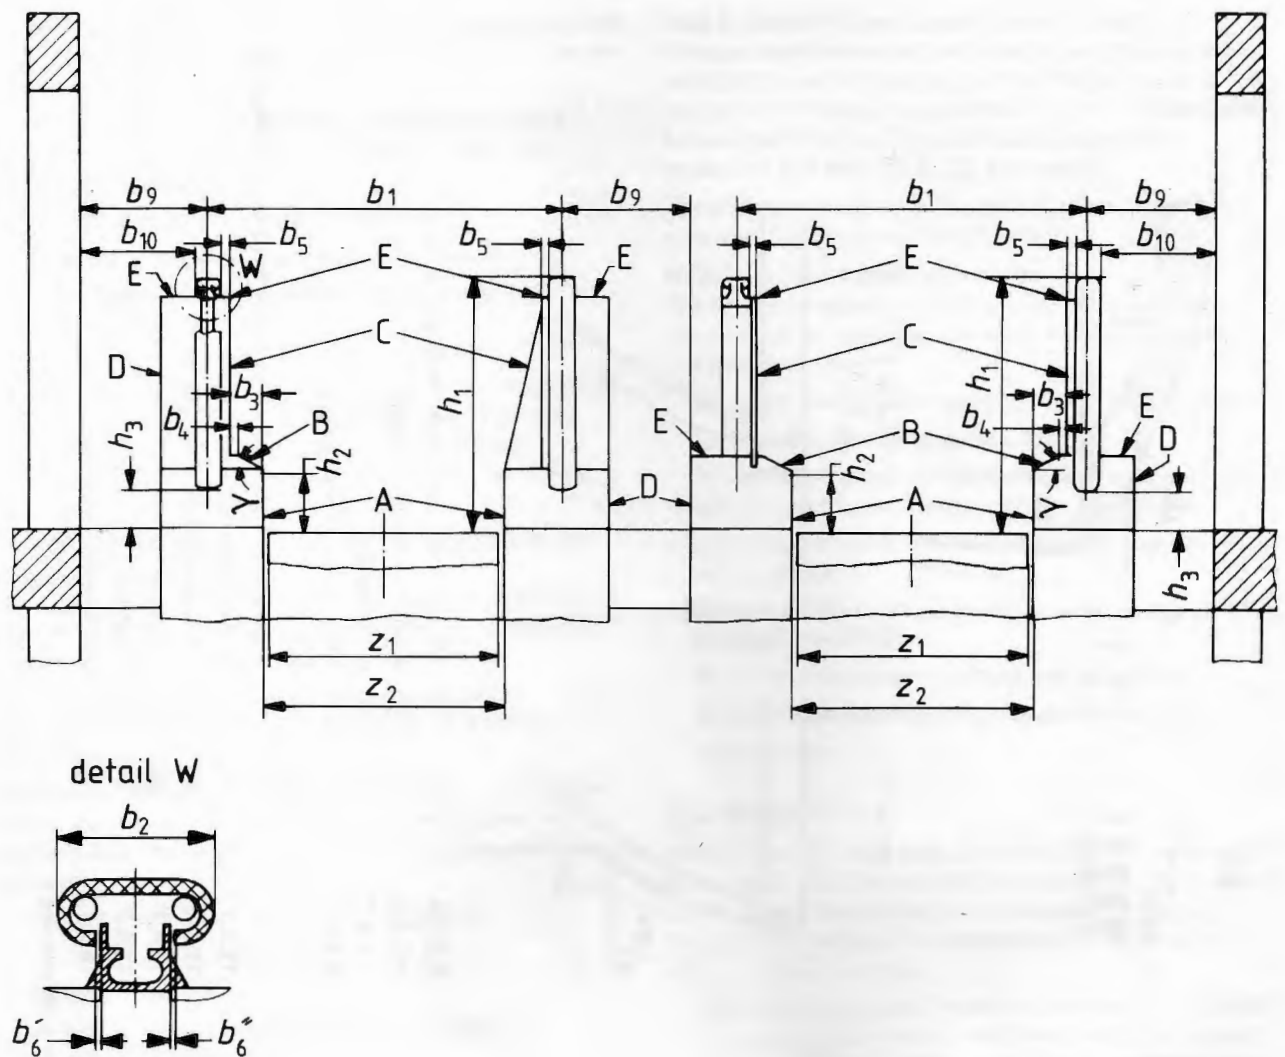 b9 b1 b9 b1 b9
b10 b5 b5 b5 b5 b10
E W E E E
C h1 C h1
D b3 b3
b4 B E B b4 E
h3 γ h2 h2 γ D
A D A
h3
z1 z1
z2 z2
detail W
b2
b6′ b6″